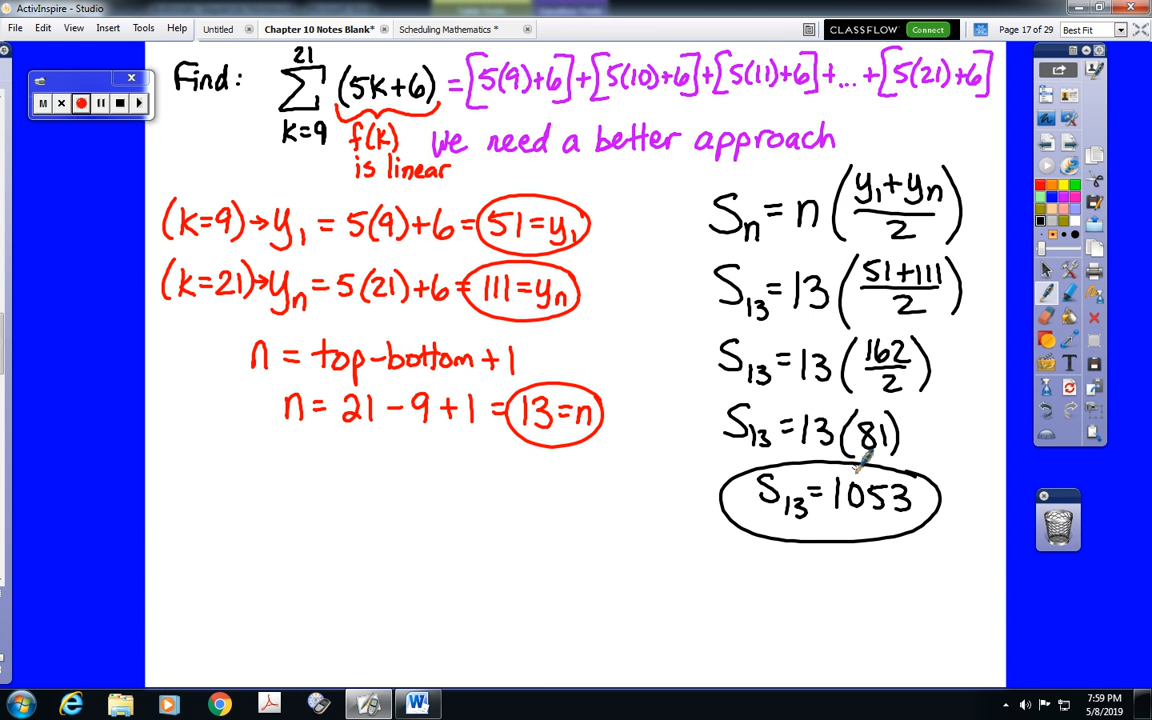 ActivInspire - Studio
File Edit View Insert Tools Help Untitled Chapter 10 Notes Blank* Scheduling Mathematics * CLASSFLOW Connect Page 17 of 29 Best Fit
M
Find: 21 ∑ k=9 (5k+6) = [5(9)+6]+[5(10)+6]+[5(11)+6]+...+[5(21)+6]
f(k) we need a better approach
is linear
(k=9)→y₁ = 5(9)+6 = 51=y₁
(k=21)→yₙ = 5(21)+6 = 111=yₙ
n = top-bottom+1
n = 21-9+1 = 13=n
Sₙ = n((y₁+yₙ)/2)
S₁₃ = 13((51+111)/2)
S₁₃ = 13(162/2)
S₁₃ = 13(81)
S₁₃ = 1053
7:59 PM
5/8/2019